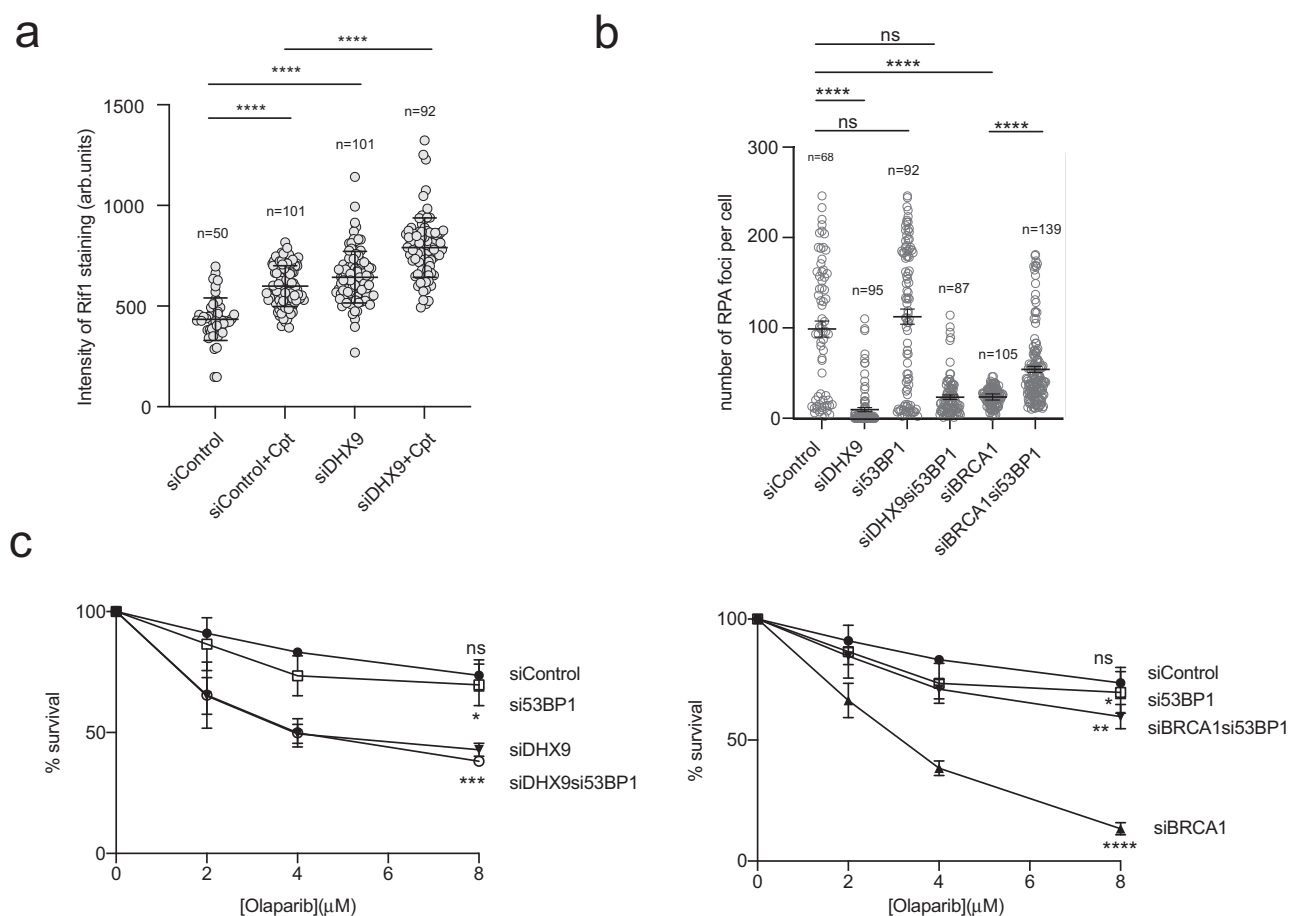 a
****
****
****
1500
1000
500
0
Intensity of Rif1 staining (arb.units)
n=50
n=101
n=101
n=92
siControl
siControl+Cpt
siDHX9
siDHX9+Cpt
b
ns
****
****
ns
****
300
200
100
0
number of RPA foci per cell
n=68
n=95
n=92
n=87
n=105
n=139
siControl
siDHX9
si53BP1
siDHX9si53BP1
siBRCA1
siBRCA1si53BP1
c
100
50
0
% survival
0 2 4 6 8
[Olaparib](μM)
ns
*
***
siControl
si53BP1
siDHX9
siDHX9si53BP1
100
50
0
% survival
0 2 4 6 8
[Olaparib](μM)
ns
*
**
****
siControl
si53BP1
siBRCA1si53BP1
siBRCA1